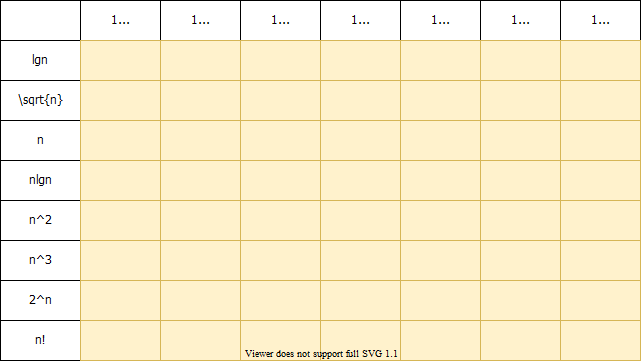 1... 1... 1... 1... 1... 1... 1...
lgn
\sqrt{n}
n
nlgn
n^2
n^3
2^n
n!
Viewer does not support full SVG 1.1